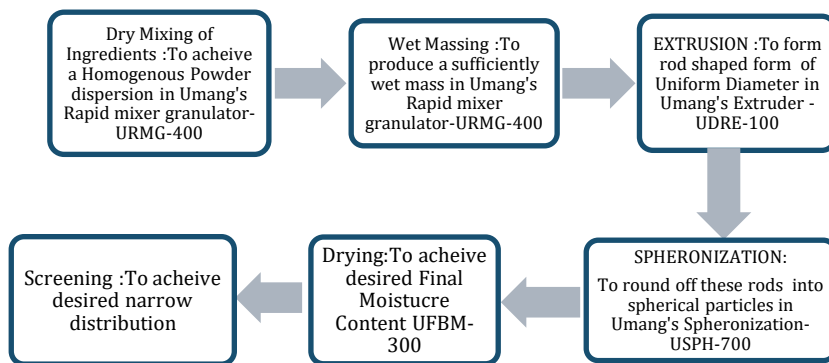 Dry Mixing of
Ingredients :To acheive
a Homogenous Powder
dispersion in Umang's
Rapid mixer granulator-
URMG-400
Wet Massing :To
produce a sufficiently
wet mass in Umang's
Rapid mixer
granulator-URMG-400
EXTRUSION :To form
rod shaped form of
Uniform Diameter in
Umang's Extruder -
UDRE-100
SPHERONIZATION:
To round off these rods into
spherical particles in
Umang's Spheronization-
USPH-700
Drying:To acheive
desired Final
Moistucre
Content UFBM-
300
Screening :To acheive
desired narrow
distribution